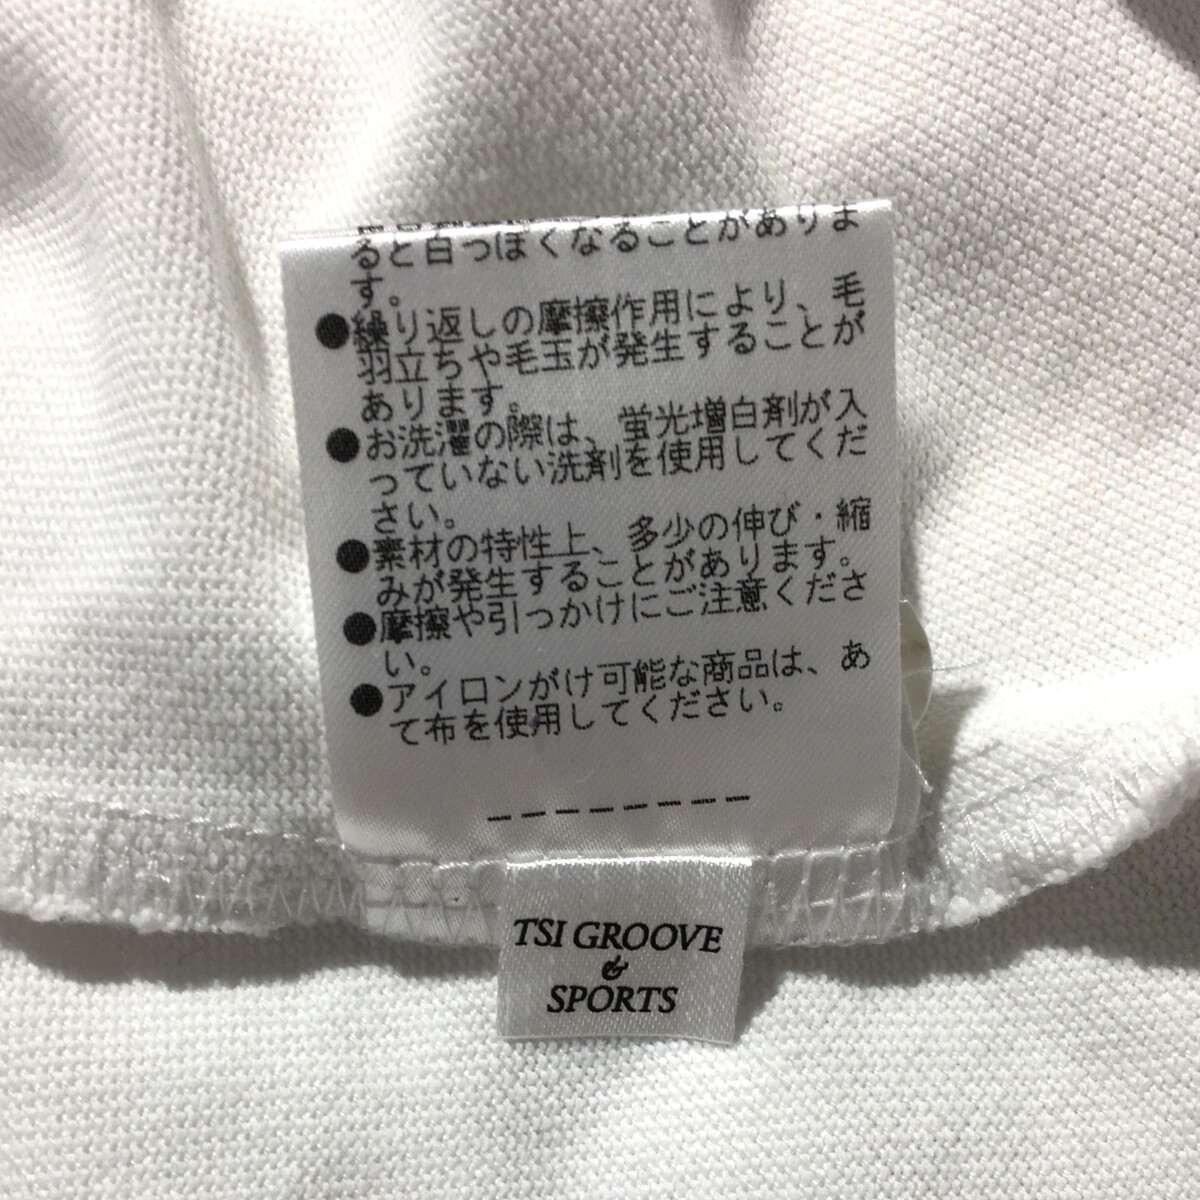 ると白っぽくなることがありま
す。
●繰り返しの摩擦作用により、毛
羽立ちや毛玉が発生することが
あります。
●お洗濯の際は、蛍光増白剤が入
っていない洗剤を使用してくだ
さい。
●素材の特性上、多少の伸び・縮
みが発生することがあります。
●摩擦や引っかけにご注意くださ
い。
●アイロンがけ可能な商品は、あ
て布を使用してください。
TSI GROOVE
&
SPORTS